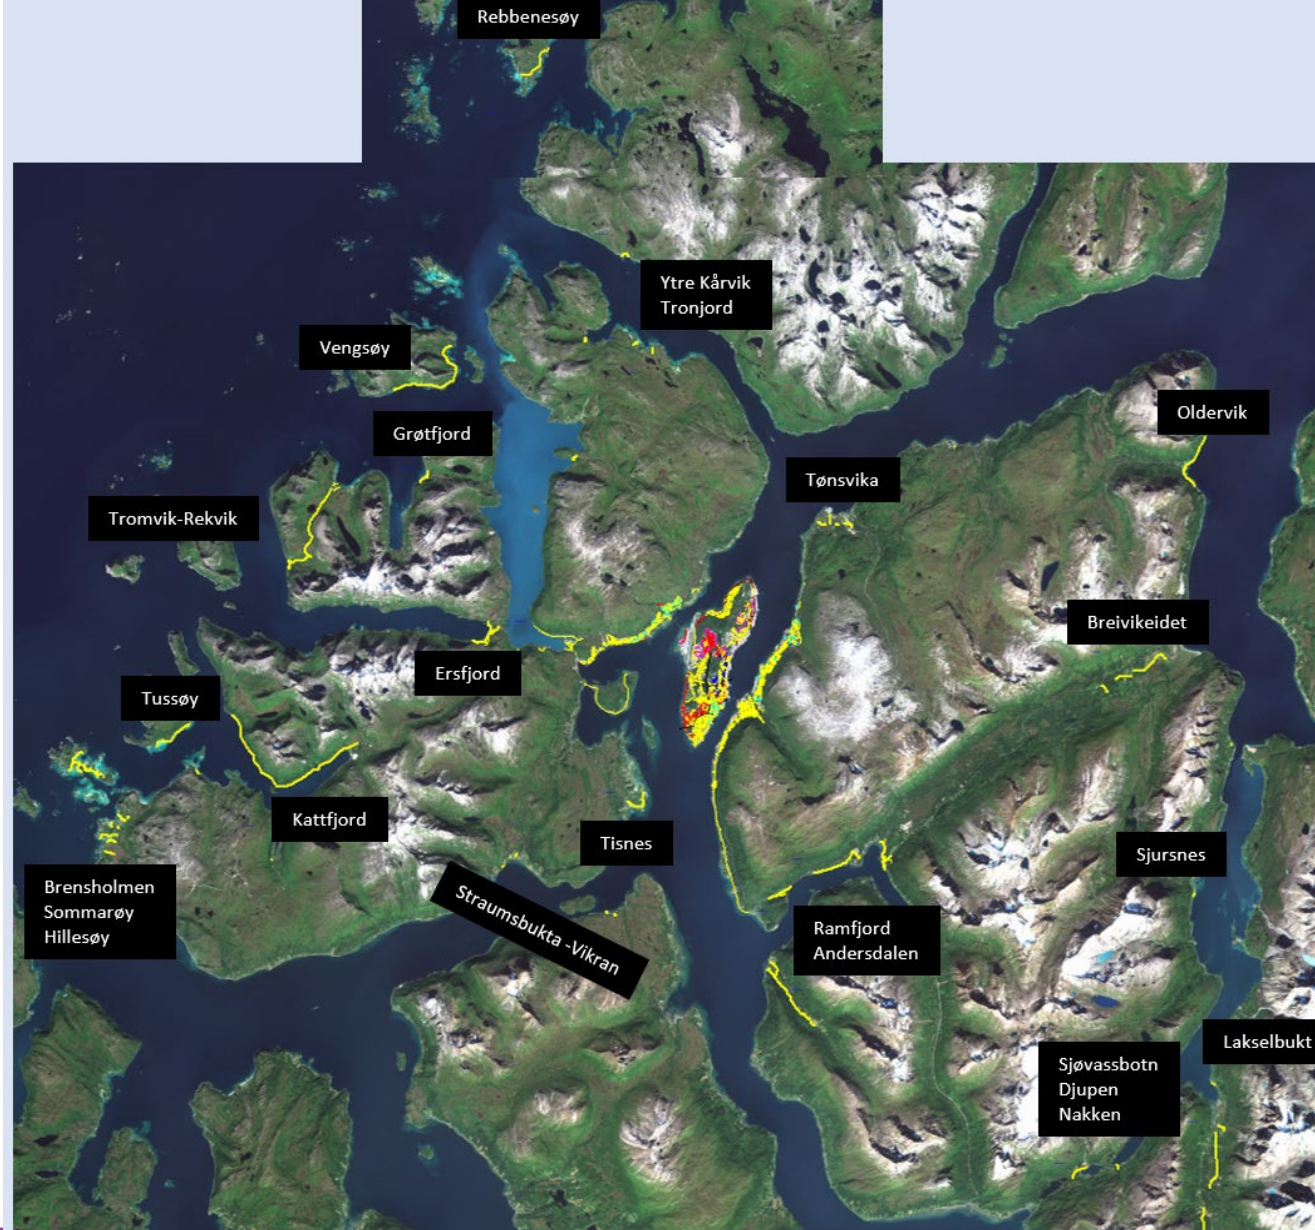 Rebbenesøy
Ytre Kårvik
Tronjord
Vengsøy
Oldervik
Grøtfjord
Tønsvika
Tromvik-Rekvik
Breivikeidet
Ersfjord
Tussøy
Kattfjord
Tisnes
Sjursnes
Brensholmen
Sommarøy
Hillesøy
Straumsbukta -Vikran
Ramfjord
Andersdalen
Lakselbukt
Sjøvassbotn
Djupen
Nakken